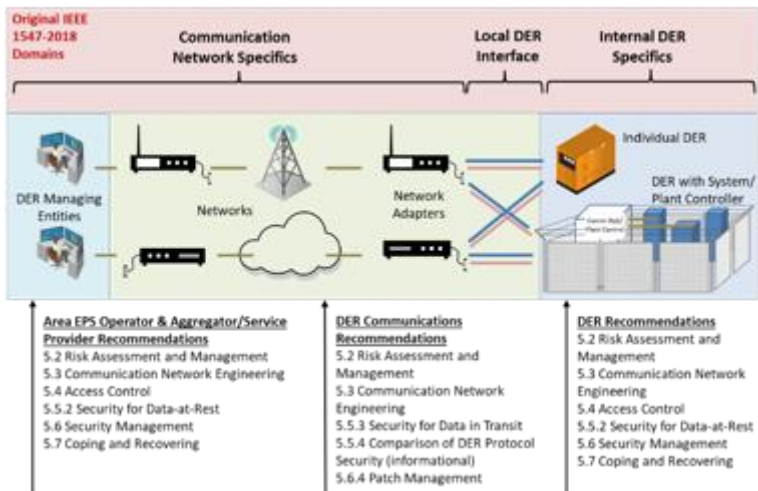 Original IEEE
1547-2018
Domains
Communication
Network Specifics
Local DER
Interface
Internal DER
Specifics
DER Managing
Entities
Networks
Network
Adapters
Individual DER
DER with System/
Plant Controller
Plant Control
Area EPS Operator & Aggregator/Service
Provider Recommendations
5.2 Risk Assessment and Management
5.3 Communication Network Engineering
5.4 Access Control
5.5.2 Security for Data-at-Rest
5.6 Security Management
5.7 Coping and Recovering
DER Communications
Recommendations
5.2 Risk Assessment and
Management
5.3 Communication Network
Engineering
5.5.3 Security for Data in Transit
5.5.4 Comparison of DER Protocol
Security (informational)
5.6.4 Patch Management
DER Recommendations
5.2 Risk Assessment and
Management
5.3 Communication Network
Engineering
5.4 Access Control
5.5.2 Security for Data-at-Rest
5.6 Security Management
5.7 Coping and Recovering